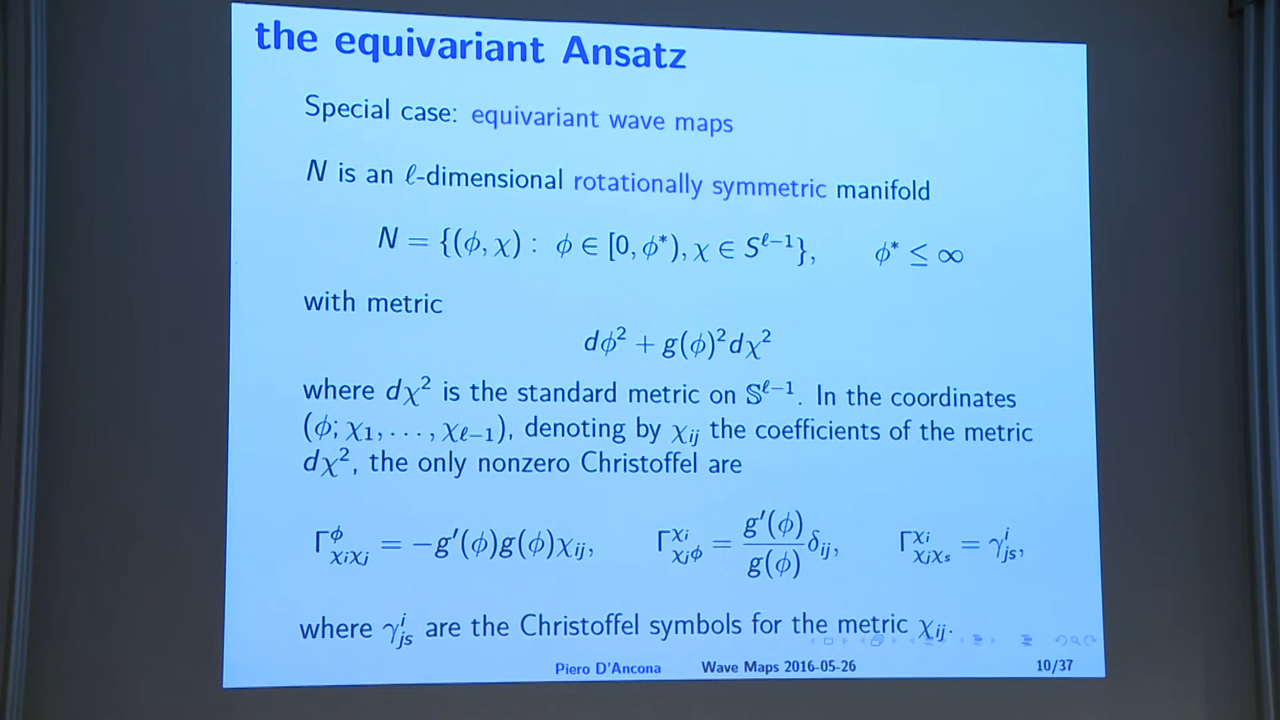 the equivariant Ansatz
Special case: equivariant wave maps
N is an ℓ-dimensional rotationally symmetric manifold
N = {(ϕ, χ) : ϕ ∈ [0, ϕ*), χ ∈ S^{ℓ−1}}, ϕ* ≤ ∞
with metric
dϕ² + g(ϕ)²dχ²
where dχ² is the standard metric on 𝕊^{ℓ−1}. In the coordinates
(ϕ; χ₁, . . . , χ_{ℓ−1}), denoting by χ_{ij} the coefficients of the metric
dχ², the only nonzero Christoffel are
Γ^ϕ_{χ_iχ_j} = −g′(ϕ)g(ϕ)χ_{ij}, Γ^{χ_i}_{χ_jϕ} = g′(ϕ)/g(ϕ) δ_{ij}, Γ^{χ_i}_{χ_jχ_s} = γ^i_{js},
where γ^i_{js} are the Christoffel symbols for the metric χ_{ij}.
Piero D'Ancona Wave Maps 2016-05-26 10/37